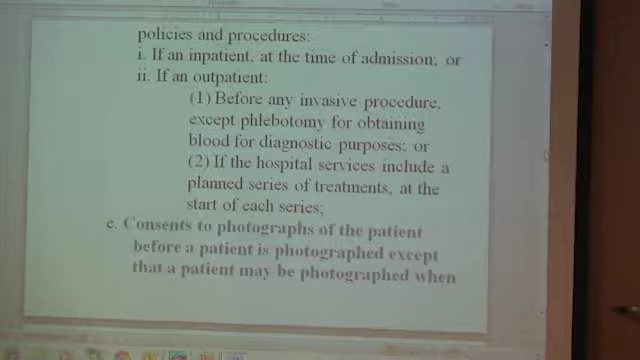 policies and procedures:
i. If an inpatient, at the time of admission; or
ii. If an outpatient:
(1) Before any invasive procedure,
except phlebotomy for obtaining
blood for diagnostic purposes; or
(2) If the hospital services include a
planned series of treatments, at the
start of each series;
c. Consents to photographs of the patient
before a patient is photographed except
that a patient may be photographed when